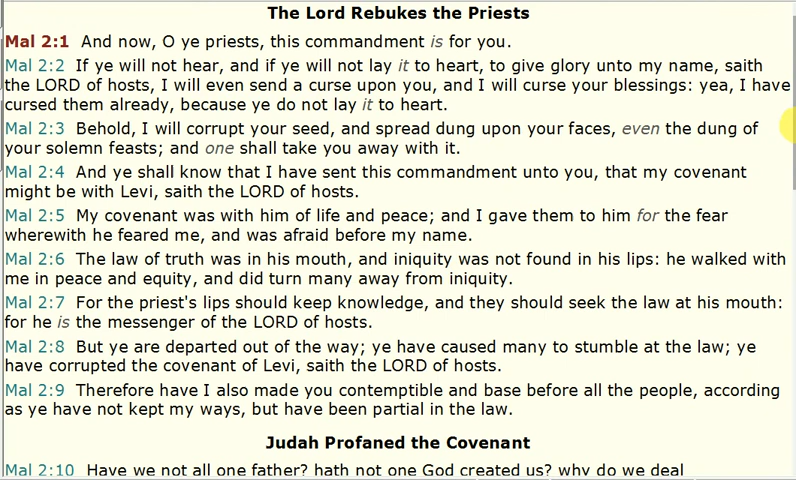 The Lord Rebukes the Priests
Mal 2:1 And now, O ye priests, this commandment is for you.
Mal 2:2 If ye will not hear, and if ye will not lay it to heart, to give glory unto my name, saith
the LORD of hosts, I will even send a curse upon you, and I will curse your blessings: yea, I have
cursed them already, because ye do not lay it to heart.
Mal 2:3 Behold, I will corrupt your seed, and spread dung upon your faces, even the dung of
your solemn feasts; and one shall take you away with it.
Mal 2:4 And ye shall know that I have sent this commandment unto you, that my covenant
might be with Levi, saith the LORD of hosts.
Mal 2:5 My covenant was with him of life and peace; and I gave them to him for the fear
wherewith he feared me, and was afraid before my name.
Mal 2:6 The law of truth was in his mouth, and iniquity was not found in his lips: he walked with
me in peace and equity, and did turn many away from iniquity.
Mal 2:7 For the priest's lips should keep knowledge, and they should seek the law at his mouth:
for he is the messenger of the LORD of hosts.
Mal 2:8 But ye are departed out of the way; ye have caused many to stumble at the law; ye
have corrupted the covenant of Levi, saith the LORD of hosts.
Mal 2:9 Therefore have I also made you contemptible and base before all the people, according
as ye have not kept my ways, but have been partial in the law.
Judah Profaned the Covenant
Mal 2:10 Have we not all one father? hath not one God created us? why do we deal